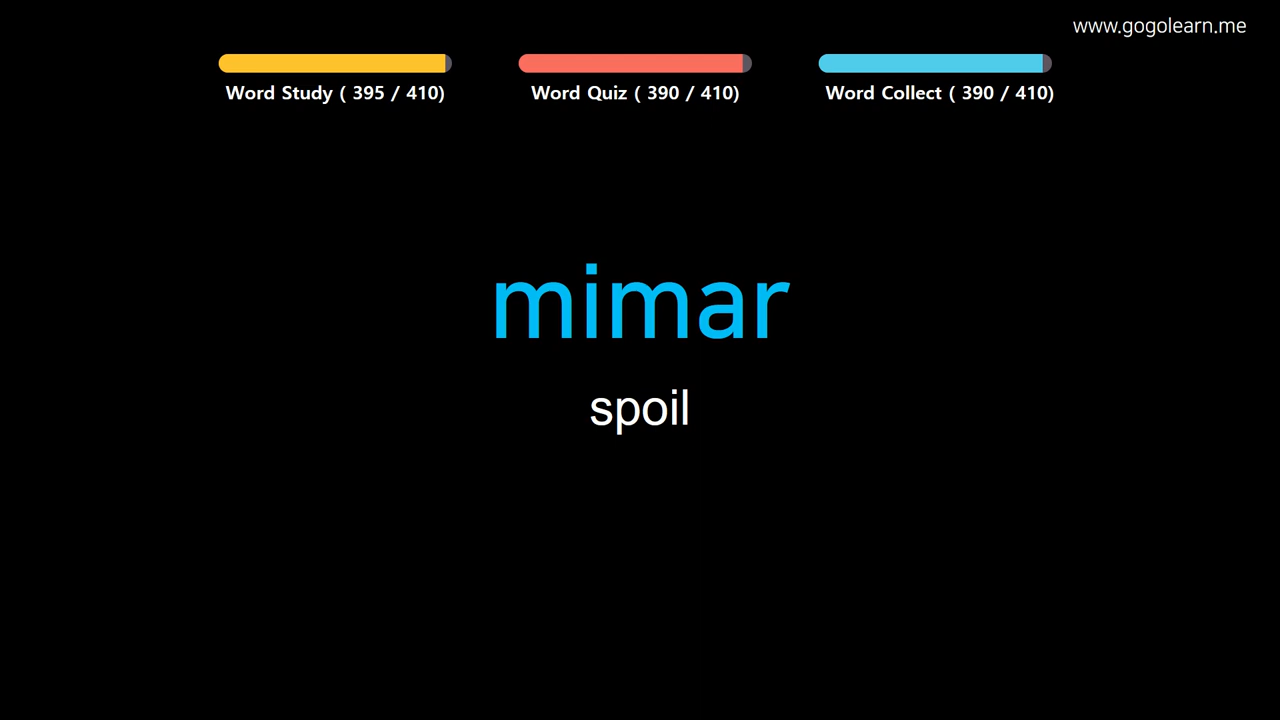 www.gogolearn.me
Word Study ( 395 / 410)
Word Quiz ( 390 / 410)
Word Collect ( 390 / 410)
mimar
spoil